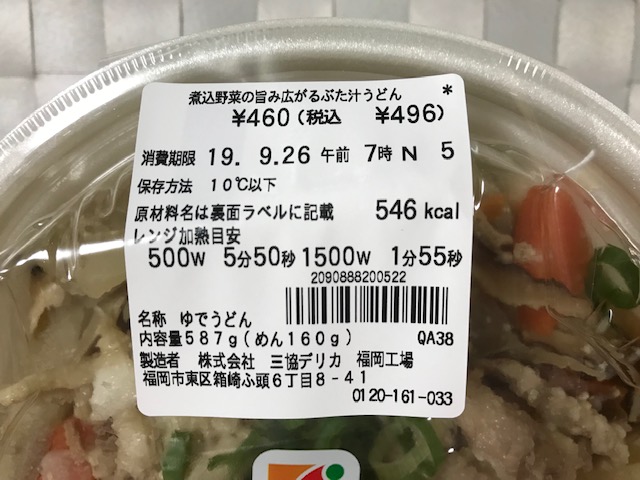 煮込野菜の旨み広がるぶた汁うどん *
¥460(税込 ¥496)
消費期限 19. 9.26 午前 7時 N 5
保存方法 10℃以下
原材料名は裏面ラベルに記載 546 kcal
レンジ加熱目安
500W 5分50秒 1500W 1分55秒
2090888200522
名称 ゆでうどん
内容量587g(めん160g) QA38
製造者 株式会社 三協デリカ 福岡工場
福岡市東区箱崎ふ頭6丁目8-41
0120-161-033